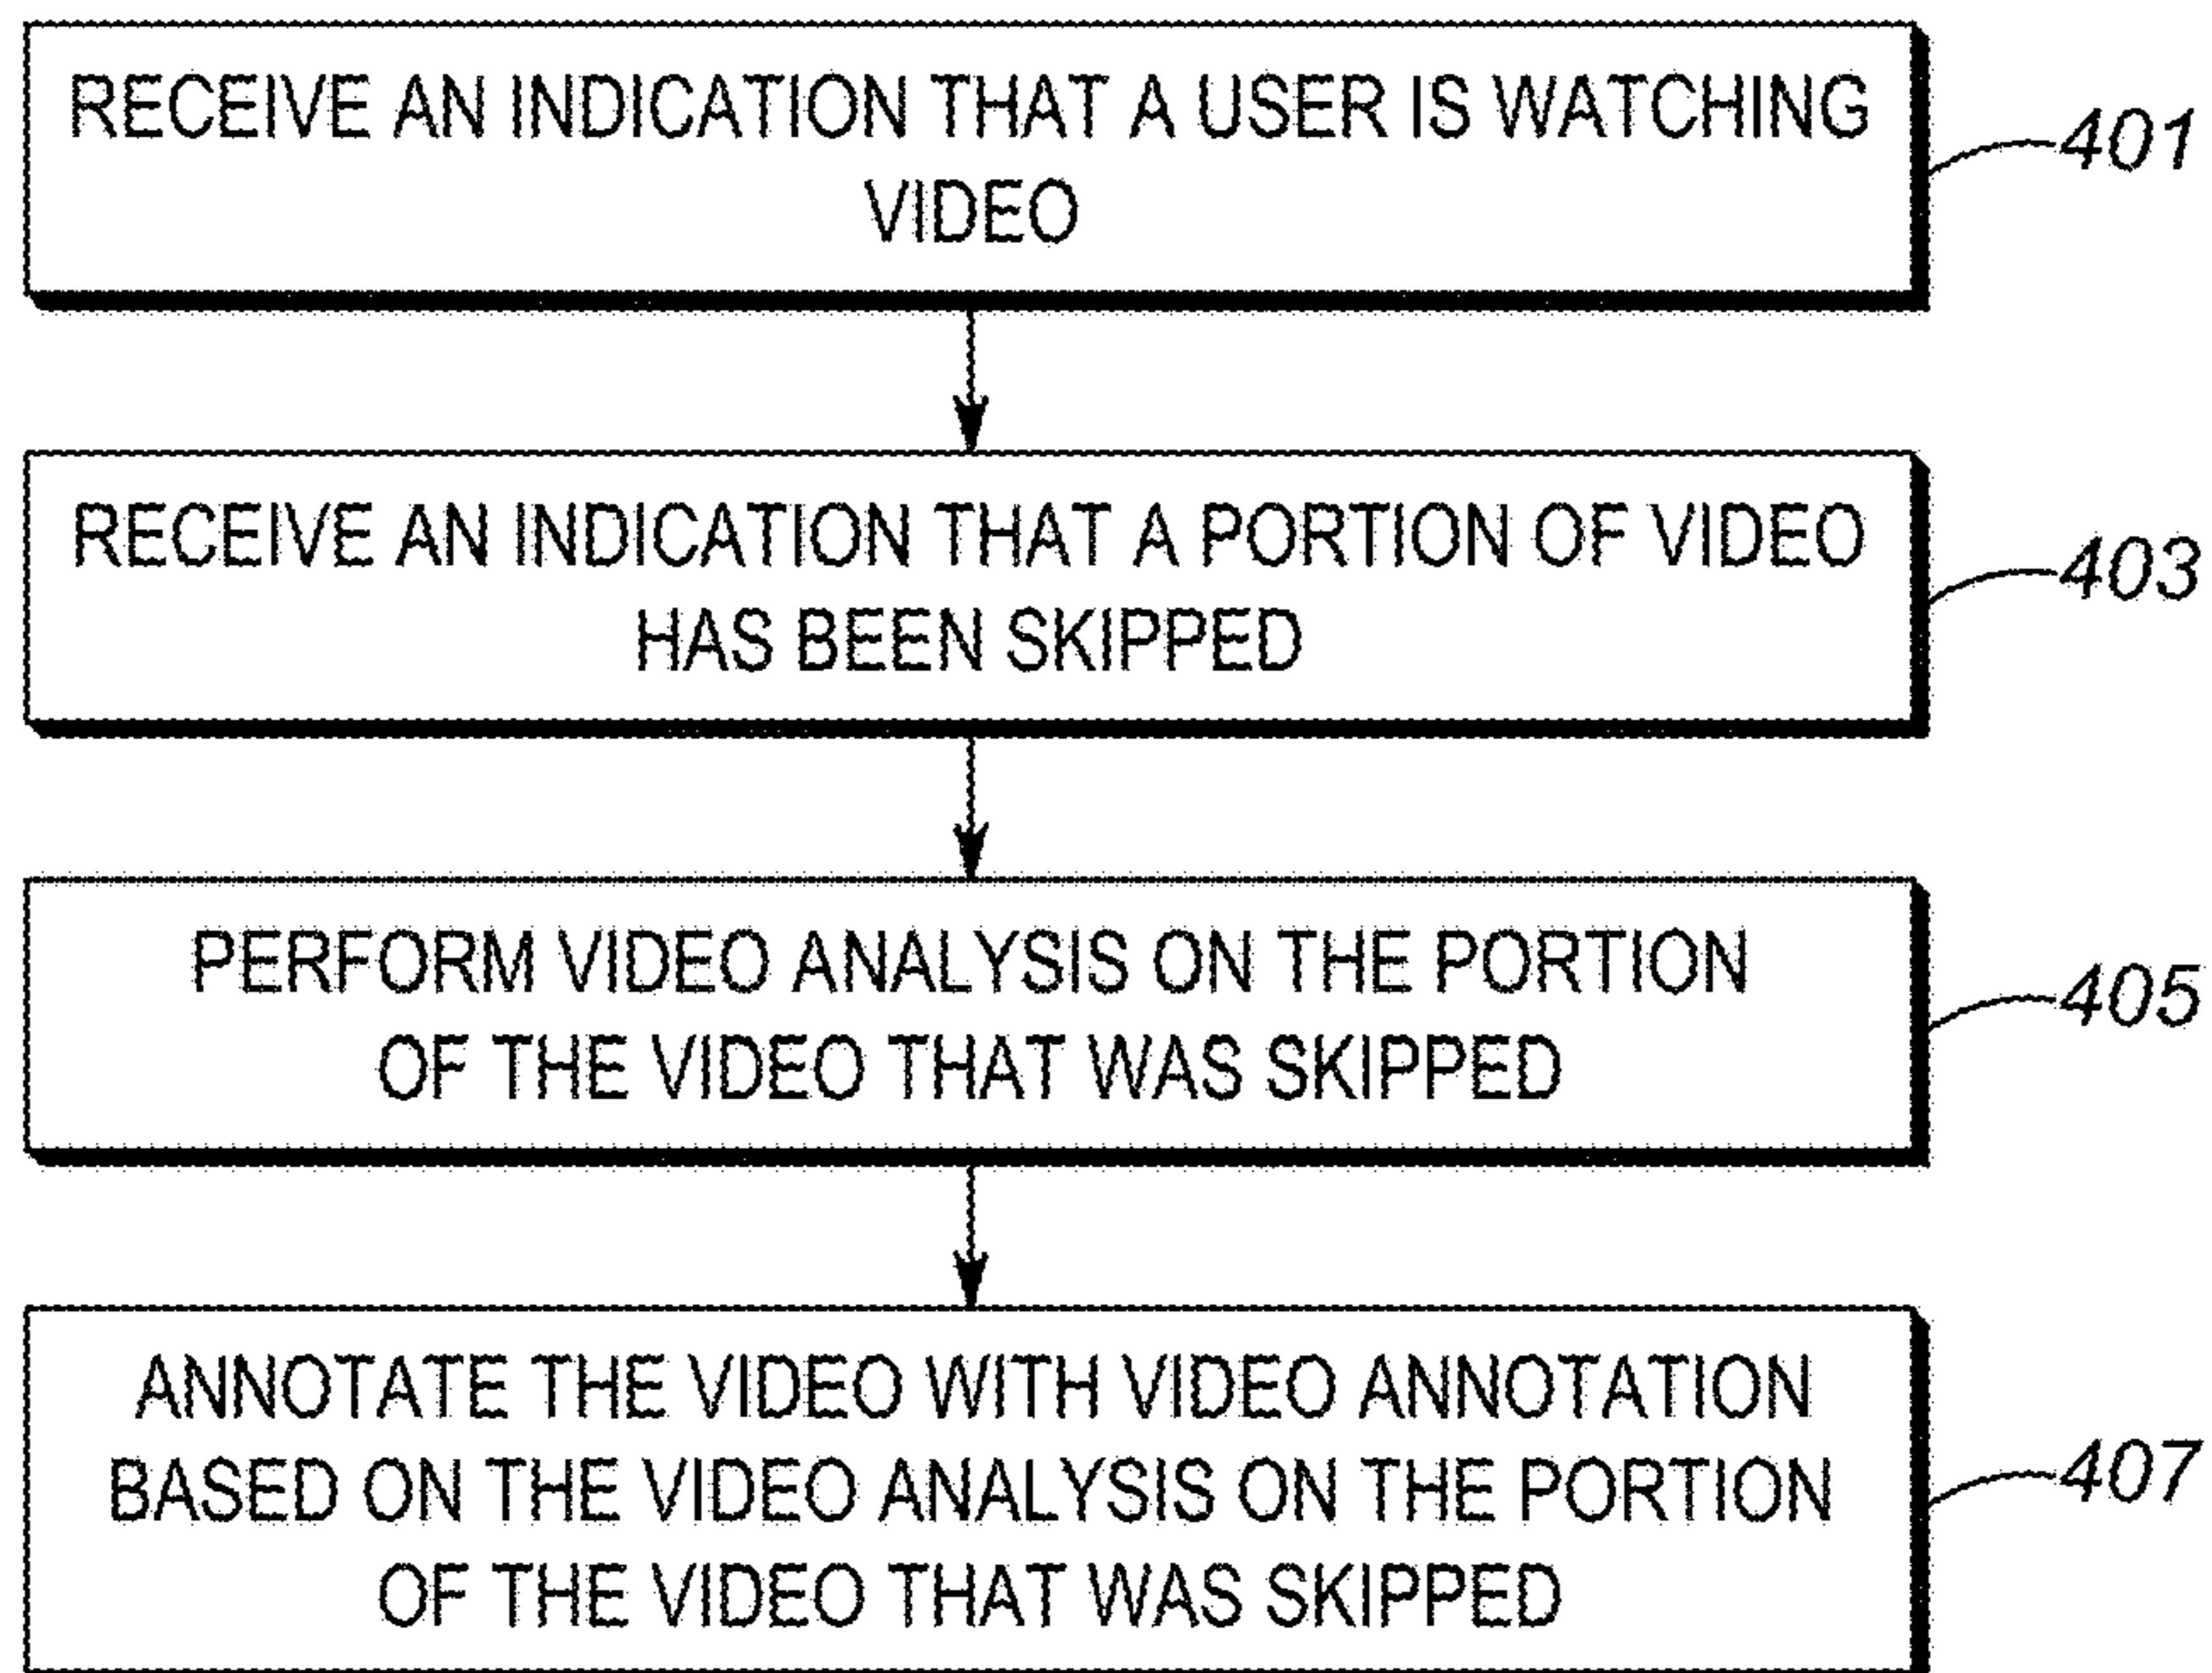 RECEIVE AN INDICATION THAT A USER IS WATCHING
VIDEO
401
RECEIVE AN INDICATION THAT A PORTION OF VIDEO
HAS BEEN SKIPPED
403
PERFORM VIDEO ANALYSIS ON THE PORTION
OF THE VIDEO THAT WAS SKIPPED
405
ANNOTATE THE VIDEO WITH VIDEO ANNOTATION
BASED ON THE VIDEO ANALYSIS ON THE PORTION
OF THE VIDEO THAT WAS SKIPPED
407